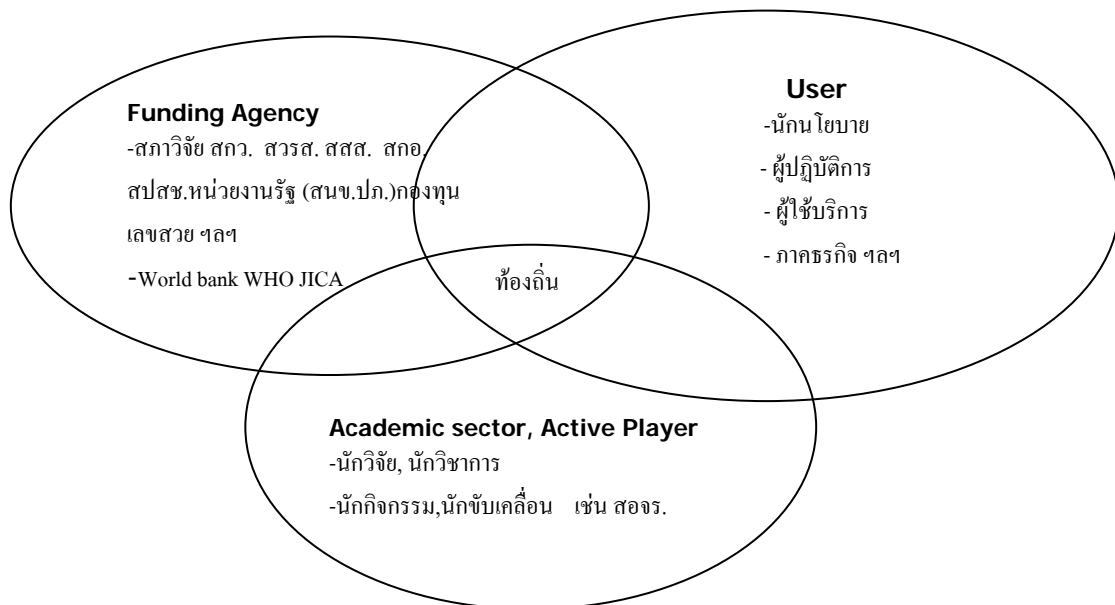 Funding Agency
-สภาวิจัย สกว. สวรส. สสส. สกอ.
สปสช.หน่วยงานรัฐ (สนข.ปภ.)กองทุน
เลขสวย ฯลฯ
-World bank WHO JICA
User
-นักนโยบาย
- ผู้ปฏิบัติการ
- ผู้ใช้บริการ
- ภาคธรกิจ ฯลฯ
ท้องถิ่น
Academic sector, Active Player
-นักวิจัย, นักวิชาการ
-นักกิจกรรม,นักขับเคลื่อน เช่น สอจร.